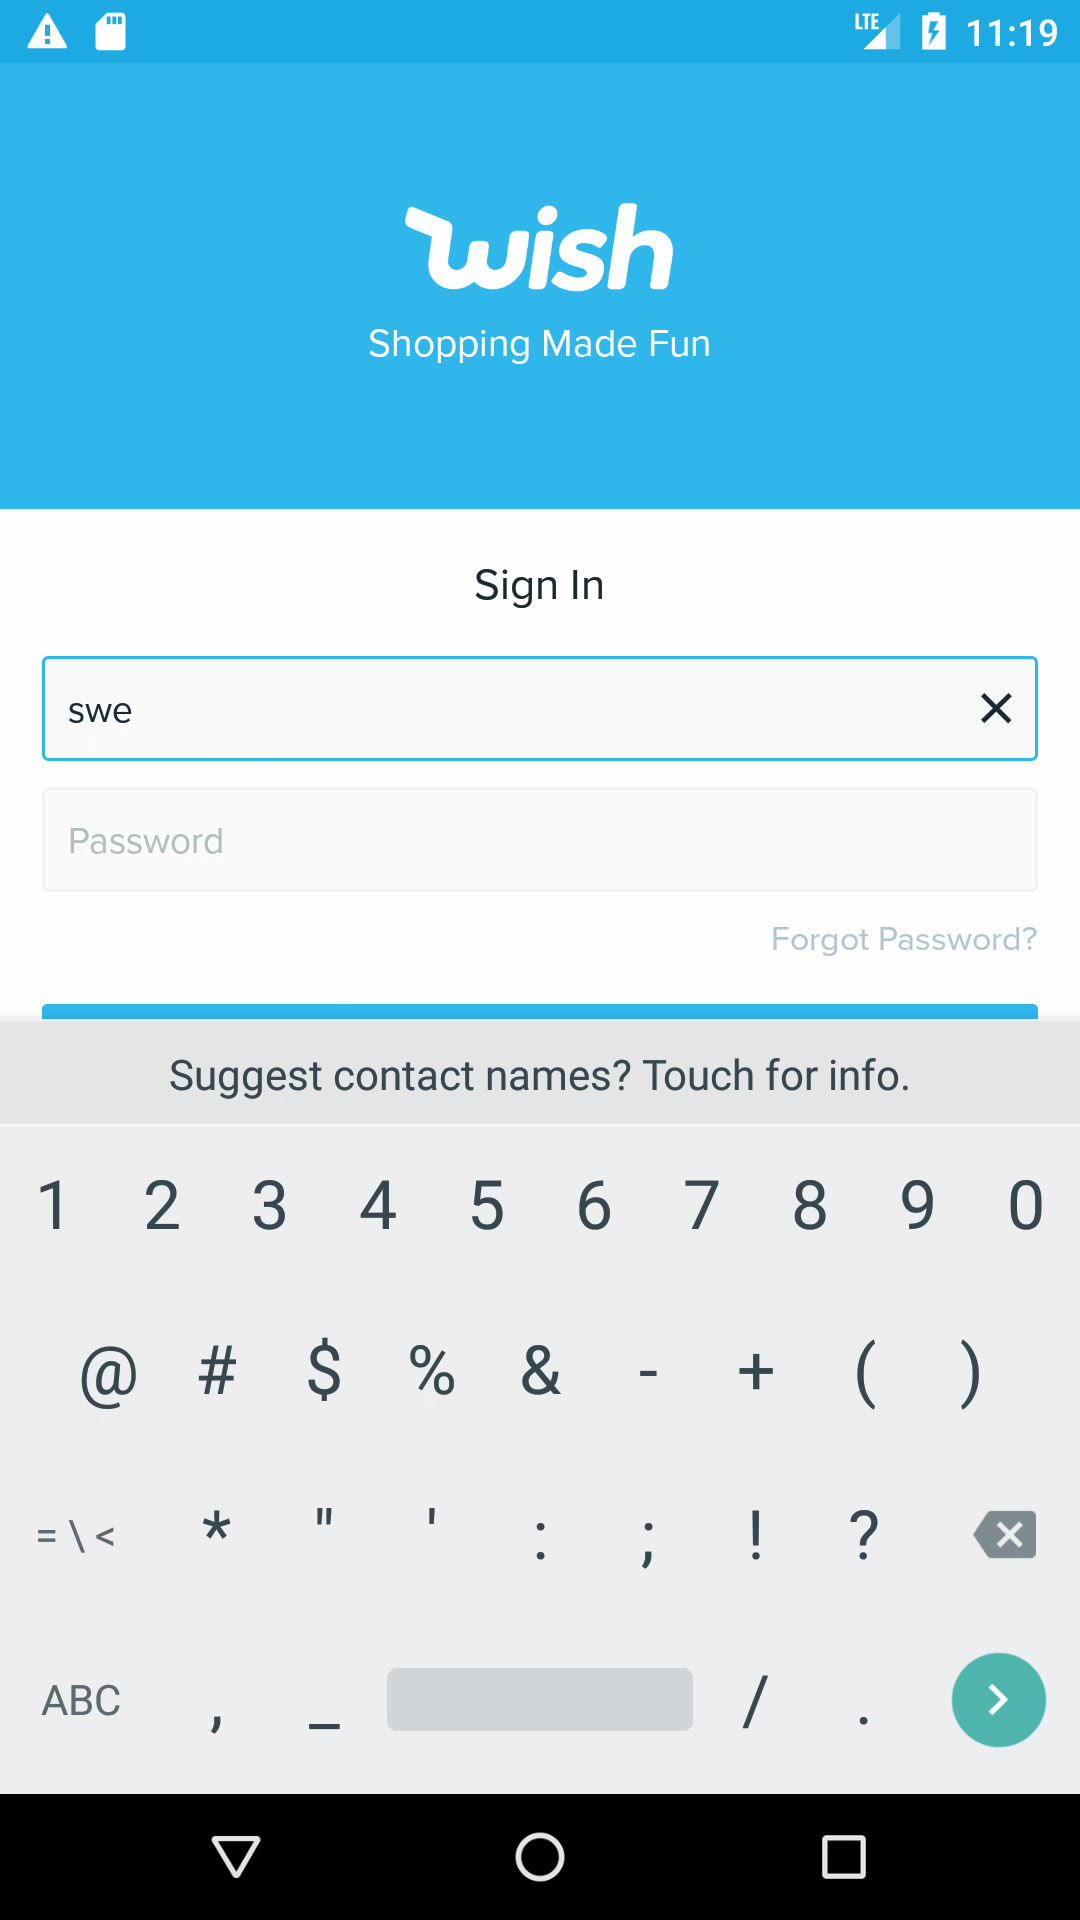 LTE 11:19
wish
Shopping Made Fun
Sign In
swe
Password
Forgot Password?
Suggest contact names? Touch for info.
1 2 3 4 5 6 7 8 9 0
@ # $ % & - + ( )
= \ < * " ' : ; ! ?
ABC , _ / .